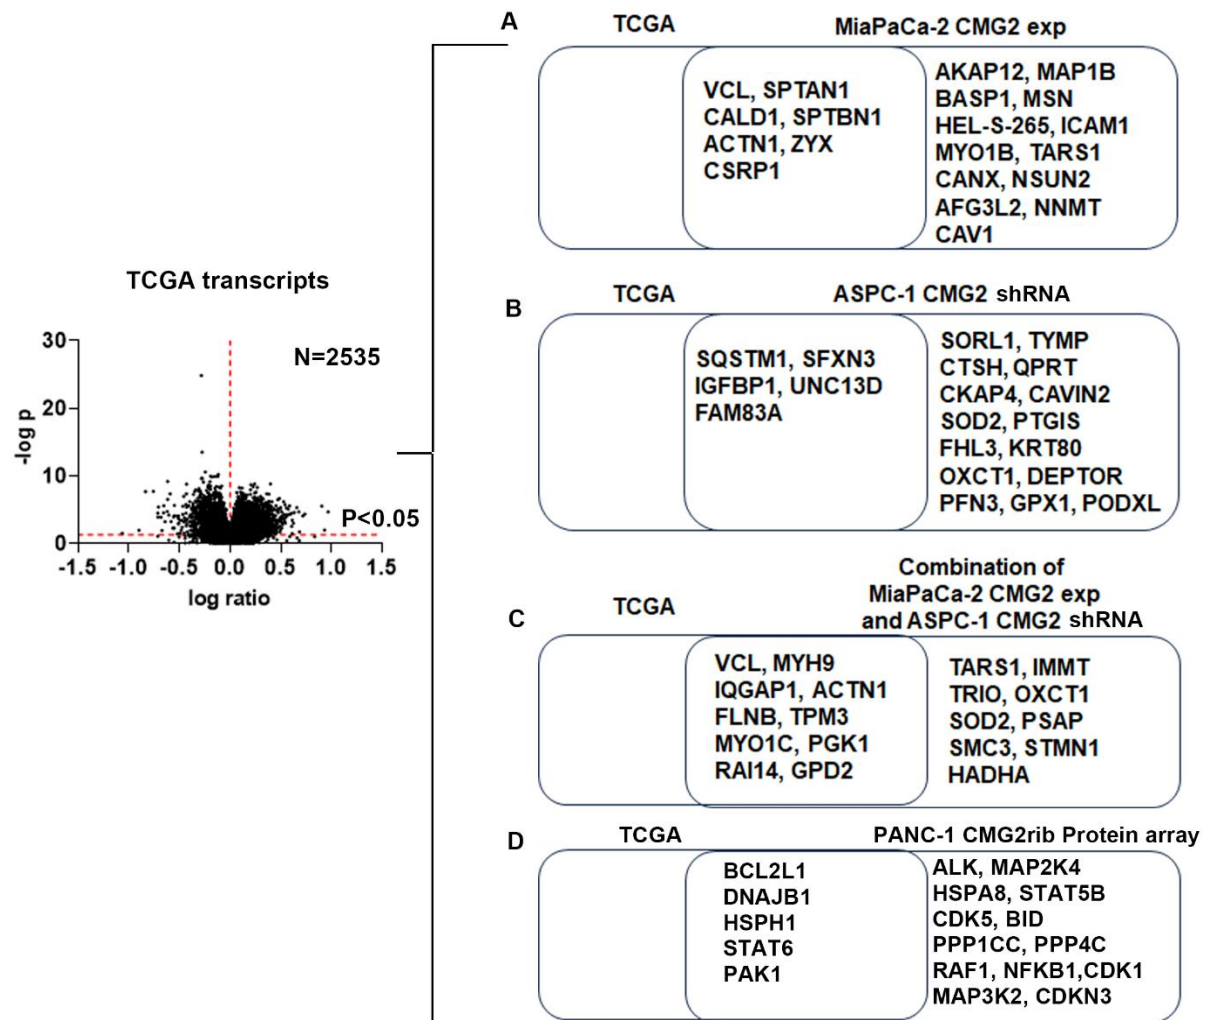 A
TCGA
MiaPaCa-2 CMG2 exp
VCL, SPTAN1
CALD1, SPTBN1
ACTN1, ZYX
CSRP1
AKAP12, MAP1B
BASP1, MSN
HEL-S-265, ICAM1
MYO1B, TARS1
CANX, NSUN2
AFG3L2, NNMT
CAV1
TCGA transcripts
N=2535
P<0.05
-log p
30
20
10
0
-1.5 -1.0 -0.5 0.0 0.5 1.0 1.5
log ratio
B
TCGA
ASPC-1 CMG2 shRNA
SQSTM1, SFXN3
IGFBP1, UNC13D
FAM83A
SORL1, TYMP
CTSH, QPRT
CKAP4, CAVIN2
SOD2, PTGIS
FHL3, KRT80
OXCT1, DEPTOR
PFN3, GPX1, PODXL
C
TCGA
Combination of
MiaPaCa-2 CMG2 exp
and ASPC-1 CMG2 shRNA
VCL, MYH9
IQGAP1, ACTN1
FLNB, TPM3
MYO1C, PGK1
RAI14, GPD2
TARS1, IMMT
TRIO, OXCT1
SOD2, PSAP
SMC3, STMN1
HADHA
D
TCGA
PANC-1 CMG2rib Protein array
BCL2L1
DNAJB1
HSPH1
STAT6
PAK1
ALK, MAP2K4
HSPA8, STAT5B
CDK5, BID
PPP1CC, PPP4C
RAF1, NFKB1,CDK1
MAP3K2, CDKN3